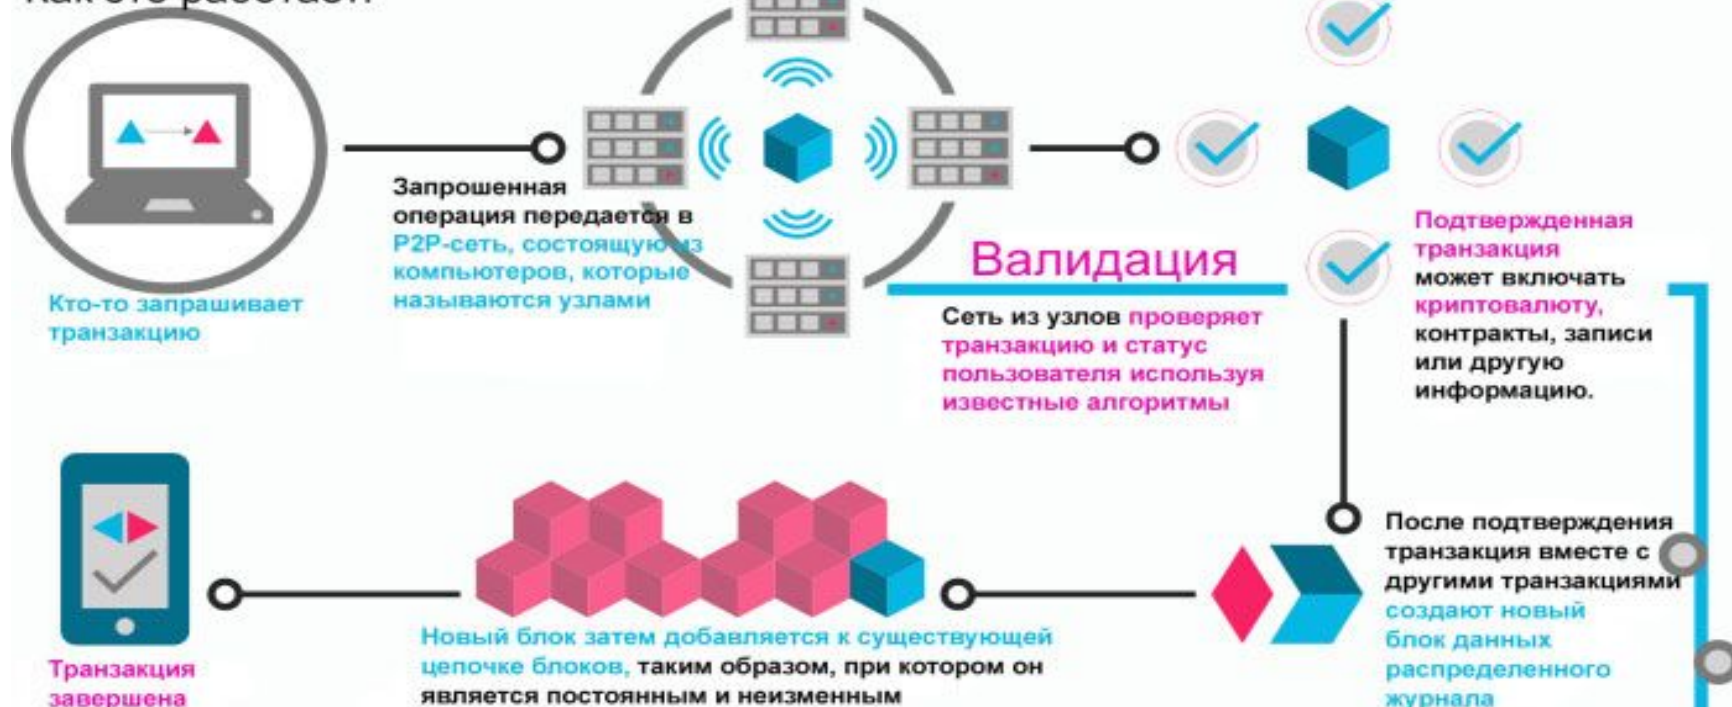 Как это работает?
Запрошенная
операция передается в
P2P-сеть, состоящую из
компьютеров, которые
называются узлами
Кто-то запрашивает
транзакцию
Валидация
Сеть из узлов проверяет
транзакцию и статус
пользователя используя
известные алгоритмы
Подтвержденная
транзакция
может включать
криптовалюту,
контракты, записи
или другую
информацию.
После подтверждения
транзакция вместе с
другими транзакциями
создают новый
блок данных
распределенного
журнала
Новый блок затем добавляется к существующей
цепочке блоков, таким образом, при котором он
является постоянным и неизменным
Транзакция
завершена